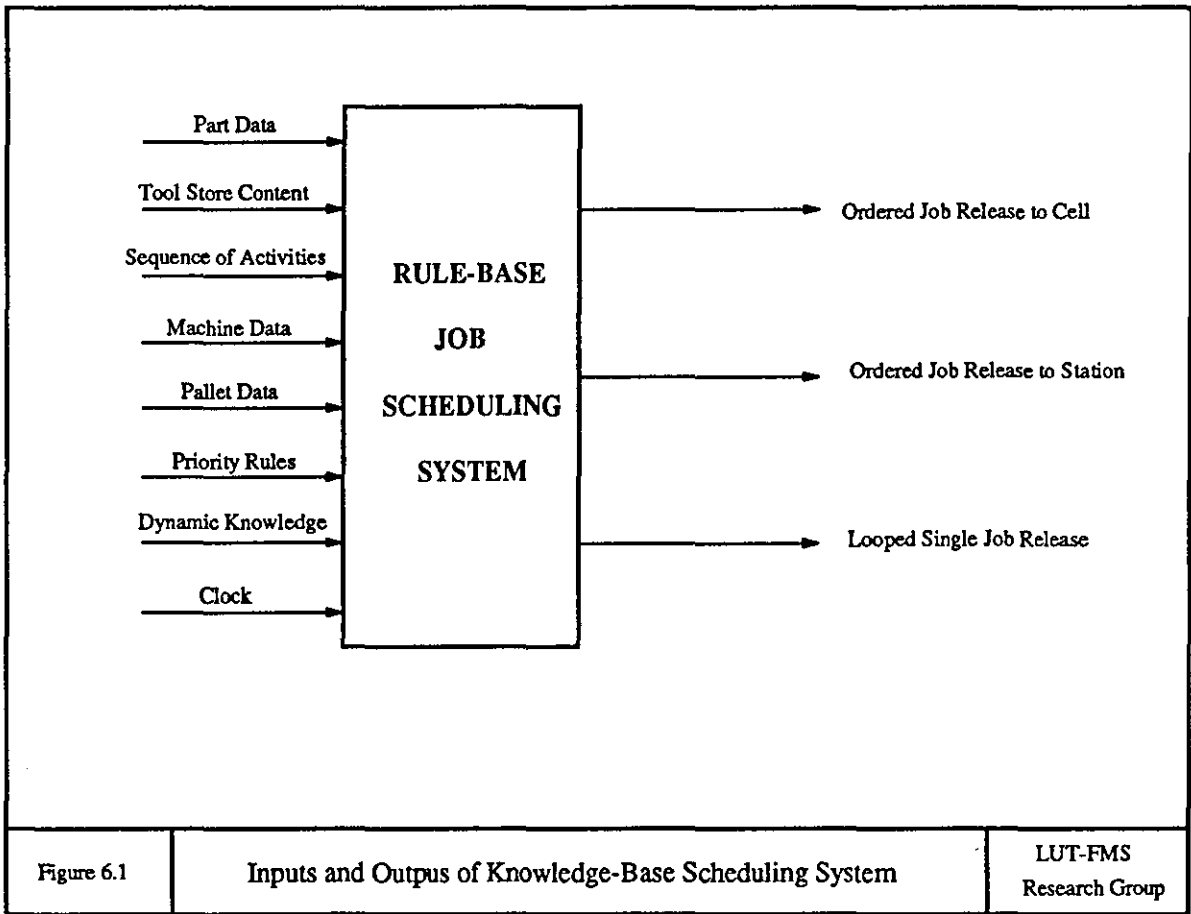 Part Data
Tool Store Content
Sequence of Activities
Machine Data
Pallet Data
Priority Rules
Dynamic Knowledge
Clock
RULE-BASE
JOB
SCHEDULING
SYSTEM
Ordered Job Release to Cell
Ordered Job Release to Station
Looped Single Job Release
Figure 6.1
Inputs and Outpus of Knowledge-Base Scheduling System
LUT-FMS
Research Group